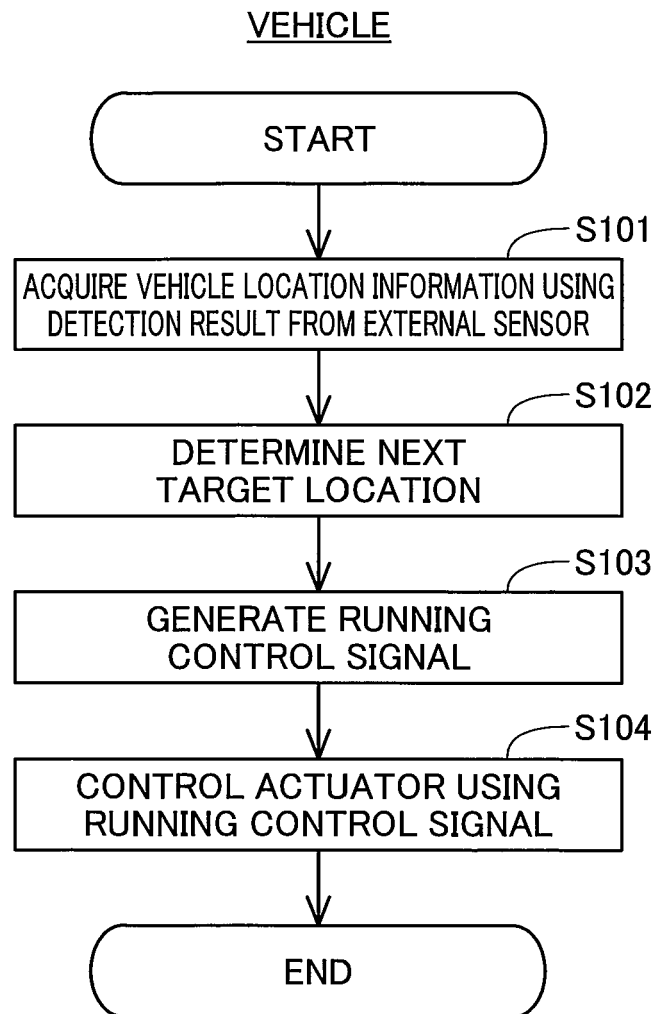 VEHICLE
START
S101
ACQUIRE VEHICLE LOCATION INFORMATION USING
DETECTION RESULT FROM EXTERNAL SENSOR
S102
DETERMINE NEXT
TARGET LOCATION
S103
GENERATE RUNNING
CONTROL SIGNAL
S104
CONTROL ACTUATOR USING
RUNNING CONTROL SIGNAL
END